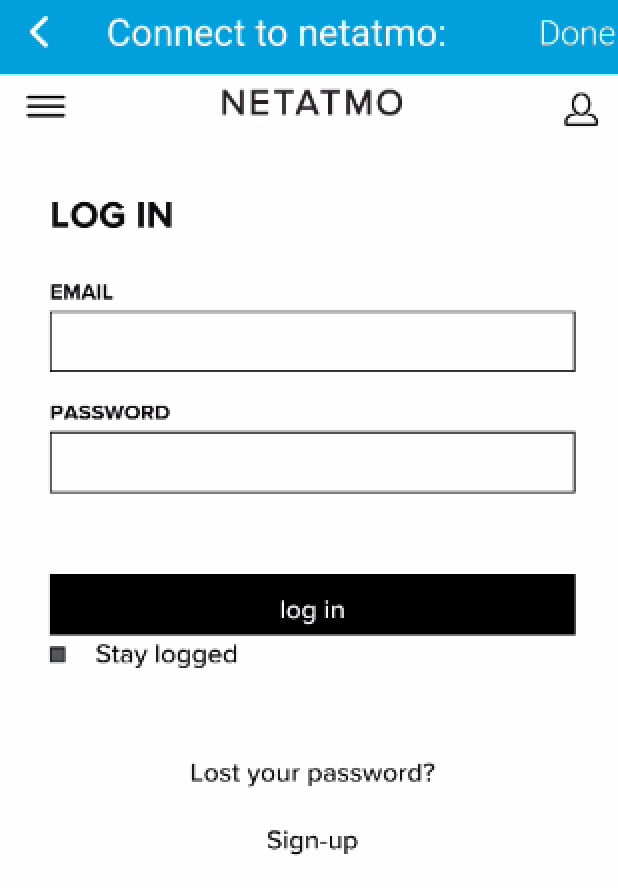 Connect to netatmo: Done
NETATMO
LOG IN
EMAIL
PASSWORD
log in
Stay logged
Lost your password?
Sign-up